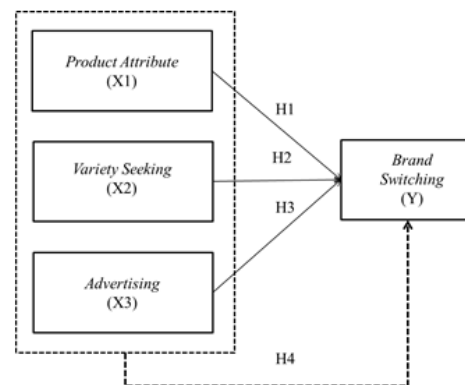 Product Attribute
(X1)
H1
Variety Seeking
(X2)
H2
Brand
Switching
(Y)
H3
Advertising
(X3)
H4